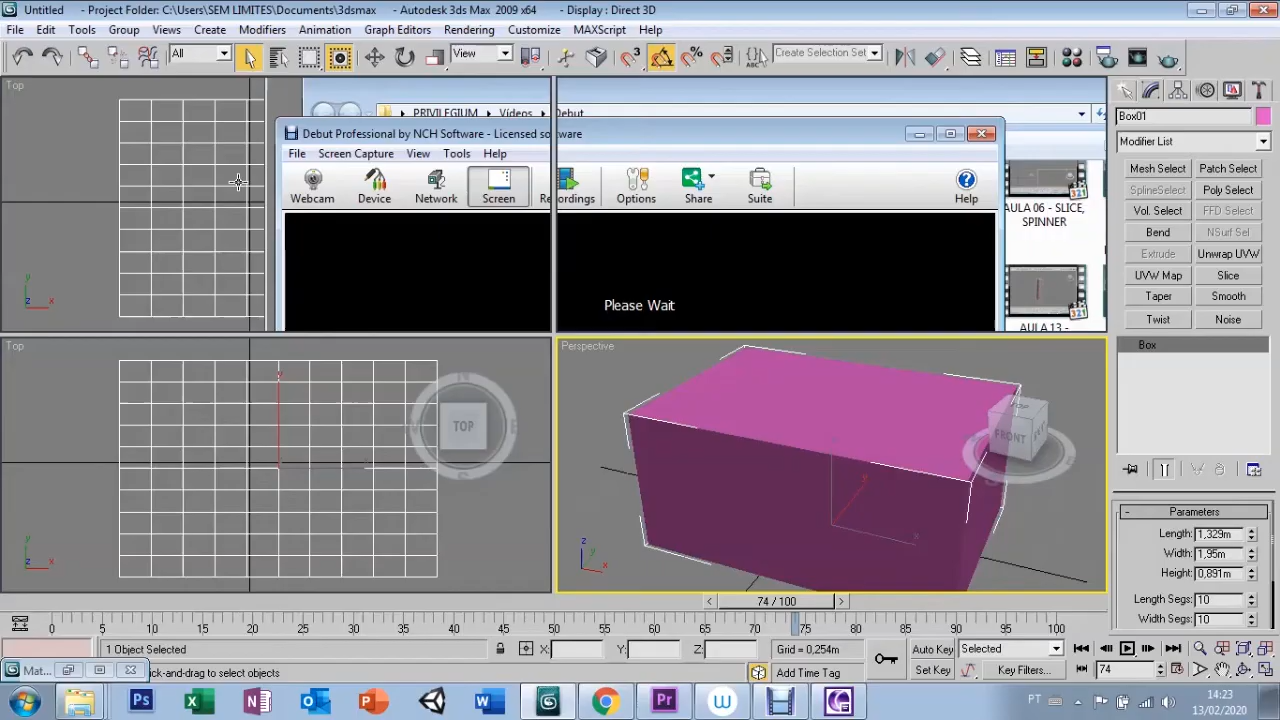 Untitled - Project Folder: C:\Users\SEM LIMITES\Documents\3dsmax - Autodesk 3ds Max 2009 x64 - Display : Direct 3D
File Edit Tools Group Views Create Modifiers Animation Graph Editors Rendering Customize MAXScript Help
All View Create Selection Set
Top
PRIVILEGIUM Vídeos Debut
Debut Professional by NCH Software - Licensed software
File Screen Capture View Tools Help
Webcam Device Network Screen Recordings Options Share Suite Help
Please Wait
AULA 06 - SLICE,
SPINNER
AULA 13 -
Top
TOP
Perspective
TOP
FRONT
Box01
Modifier List
Mesh Select Patch Select
SplineSelect Poly Select
Vol. Select FFD Select
Bend NSurf Sel
Extrude Unwrap UVW
UVW Map Slice
Taper Smooth
Twist Noise
Box
Parameters
Length: 1,329m
Width: 1,95m
Height: 0,891m
Length Segs: 10
Width Segs: 10
74 / 100
0 5 10 15 20 25 30 35 40 45 50 55 60 65 70 75 80 85 90 95 100
1 Object Selected X: Y: Z: Grid = 0,254m Auto Key Selected
Mat... ck-and-drag to select objects Add Time Tag Set Key Key Filters... 74
PT 14:23
13/02/2020